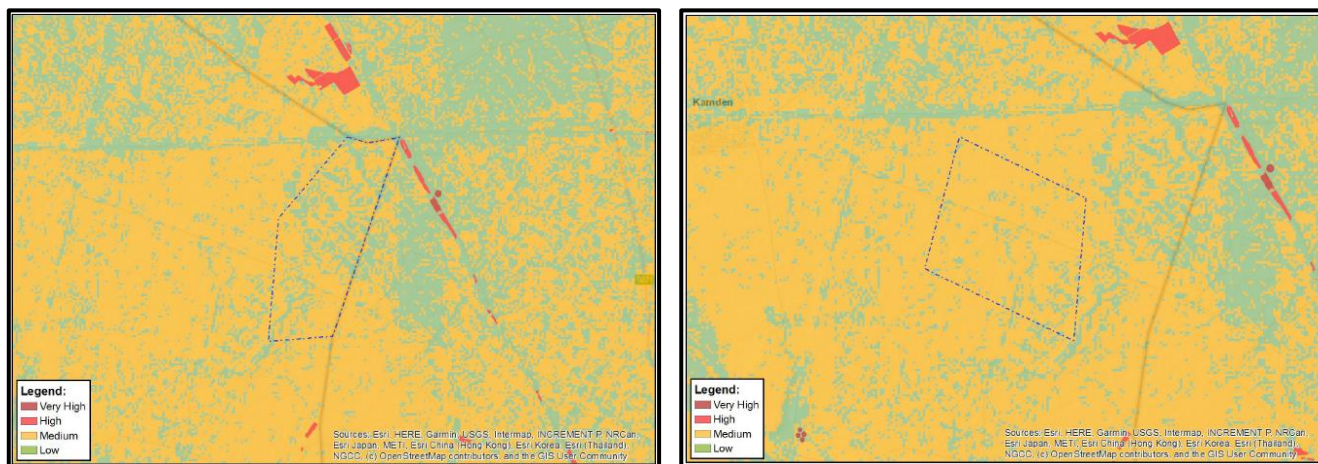 Legend:
Very High
High
Medium
Low
Sources: Esri, HERE, Garmin, USGS, Intermap, INCREMENT P, NRCan,
Esri Japan, METI, Esri China (Hong Kong), Esri Korea, Esri (Thailand),
NGCC, (c) OpenStreetMap contributors, and the GIS User Community
Kamden
Legend:
Very High
High
Medium
Low
Sources: Esri, HERE, Garmin, USGS, Intermap, INCREMENT P, NRCan,
Esri Japan, METI, Esri China (Hong Kong), Esri Korea, Esri (Thailand),
NGCC, (c) OpenStreetMap contributors, and the GIS User Community